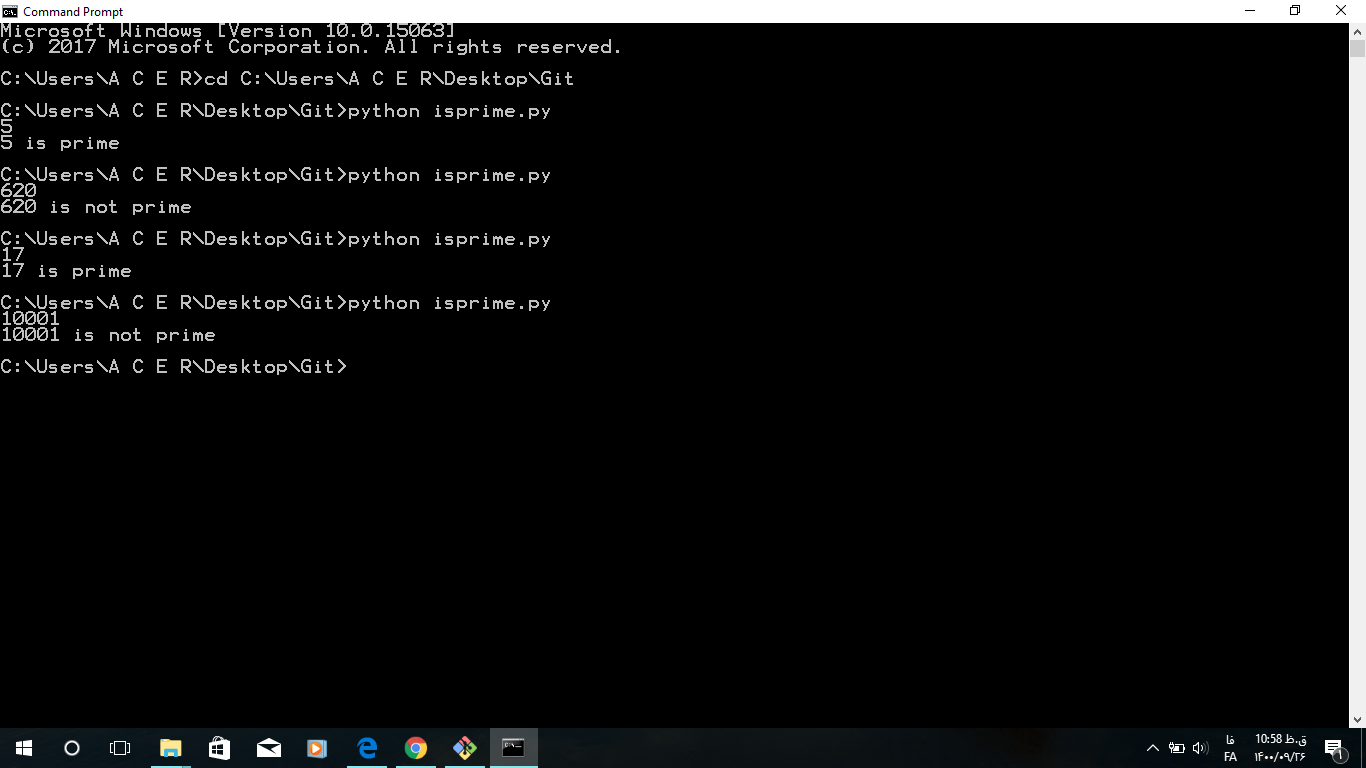 Command Prompt
Microsoft Windows [Version 10.0.15063]
(c) 2017 Microsoft Corporation. All rights reserved.
C:\Users\A C E R>cd C:\Users\A C E R\Desktop\Git
C:\Users\A C E R\Desktop\Git>python isprime.py
5
5 is prime
C:\Users\A C E R\Desktop\Git>python isprime.py
620
620 is not prime
C:\Users\A C E R\Desktop\Git>python isprime.py
17
17 is prime
C:\Users\A C E R\Desktop\Git>python isprime.py
10001
10001 is not prime
C:\Users\A C E R\Desktop\Git>
فا
FA
10:58 ق.ظ
۱۴۰۰/۰۹/۲۶
1